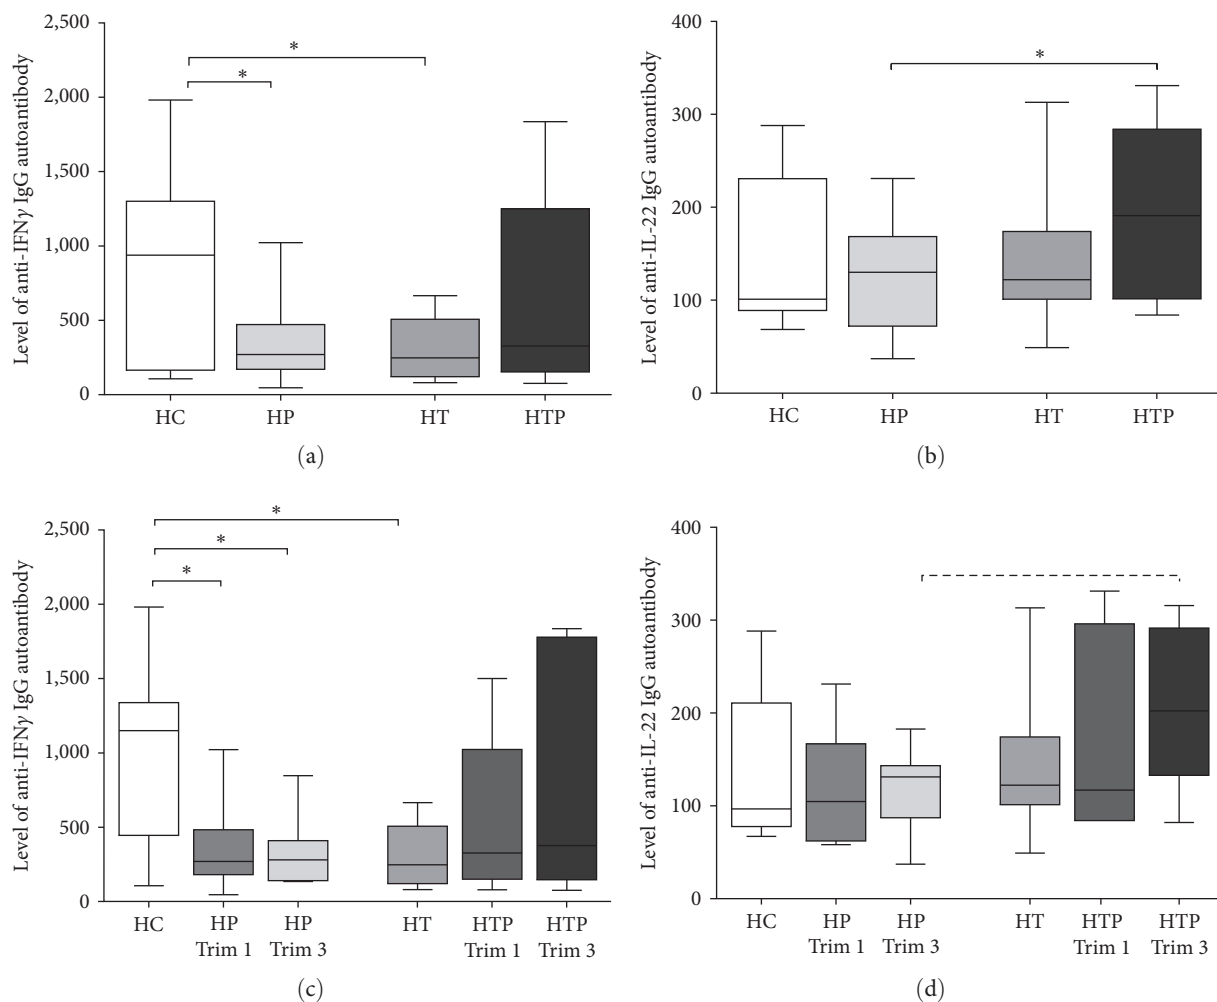 Level of anti-IFNγ IgG autoantibody
2,500
2,000
1,500
1,000
500
0
*
*
HC HP HT HTP
(a)
Level of anti-IL-22 IgG autoantibody
400
300
200
100
0
*
HC HP HT HTP
(b)
Level of anti-IFNγ IgG autoantibody
2,500
2,000
1,500
1,000
500
0
*
*
*
HC HP HP HT HTP HTP
Trim 1 Trim 3 Trim 1 Trim 3
(c)
Level of anti-IL-22 IgG autoantibody
400
300
200
100
0
HC HP HP HT HTP HTP
Trim 1 Trim 3 Trim 1 Trim 3
(d)